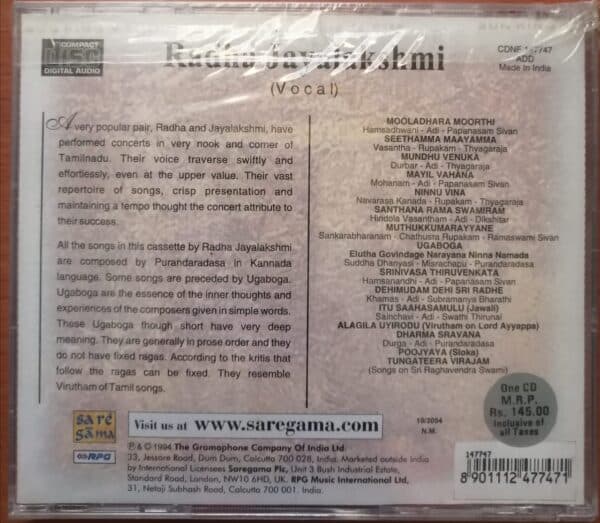 COMPACT
disc
DIGITAL AUDIO
Radha Jayalakshmi
(Vocal)
CDNF 147747
ADD
Made in India
A very popular pair, Radha and Jayalakshmi, have
performed concerts in very nook and corner of
Tamilnadu. Their voice traverse swiftly and
effortlessly, even at the upper value. Their vast
repertoire of songs, crisp presentation and
maintaining a tempo thought the concert attribute to
their success.
All the songs in this cassette by Radha Jayalakshmi
are composed by Purandaradasa in Kannada
language. Some songs are preceded by Ugaboga.
Ugaboga are the essence of the inner thoughts and
experiences of the composers given in simple words.
These Ugaboga though short have very deep
meaning. They are generally in prose order and they
do not have fixed ragas. According to the kritis that
follow the ragas can be fixed. They resemble
Virutham of Tamil songs.
MOOLADHARA MOORTHI
Hamsadhwani - Adi - Papanasam Sivan
SEETHAMMA MAAYAMMA
Vasantha - Rupakam - Thyagaraja
MUNDHU VENUKA
Durbar - Adi - Thyagaraja
MAYIL VAHANA
Mohanam - Adi - Papanasam Sivan
NINNU VINA
Navarasa Kanada - Rupakam - Thyagaraja
SANTHANA RAMA SWAMIRAM
Hindola Vasantham - Adi - Dikshitar
MUTHUKKUMARAYYANE
Sankarabharanam - Chathusra Rupakam - Ramaswami Sivan
UGABOGA
Elutha Govindage Narayana Ninna Namada
Suddha Dhanyasi - Misrachapu - Purandaradasa
SRINIVASA THIRUVENKATA
Hamsanandhi - Adi - Papanasam Sivan
DEHIMUDAM DEHI SRI RADHE
Khamas - Adi - Subramanya Bharathi
ITU SAAHASAMULU (Jawali)
Sainchavi - Adi - Swathi Thirunal
ALAGILA UYIRODU (Virutham on Lord Ayyappa)
DHARMA SRAVANA
Durga - Adi - Purandaradasa
POOJYAYA (Sloka)
TUNGATEERA VIRAJAM
(Songs on Sri Raghavendra Swami)
One CD
M.R.P.
Rs. 145.00
Inclusive of
all Taxes
sa re
ga ma
RPG
Visit us at www.saregama.com
10/2004
N.M.
P. & © 1994 The Gramophone Company Of India Ltd.
33, Jessore Road, Dum Dum, Calcutta 700 028, India. Marketed outside India
by International Licensees Saregama Plc, Unit 3 Bush Industrial Estate,
Standard Road, London, NW10 6HD, UK. RPG Music International Ltd,
31, Netaji Subhash Road, Calcutta 700 001. India.
147747
8 901112 477471